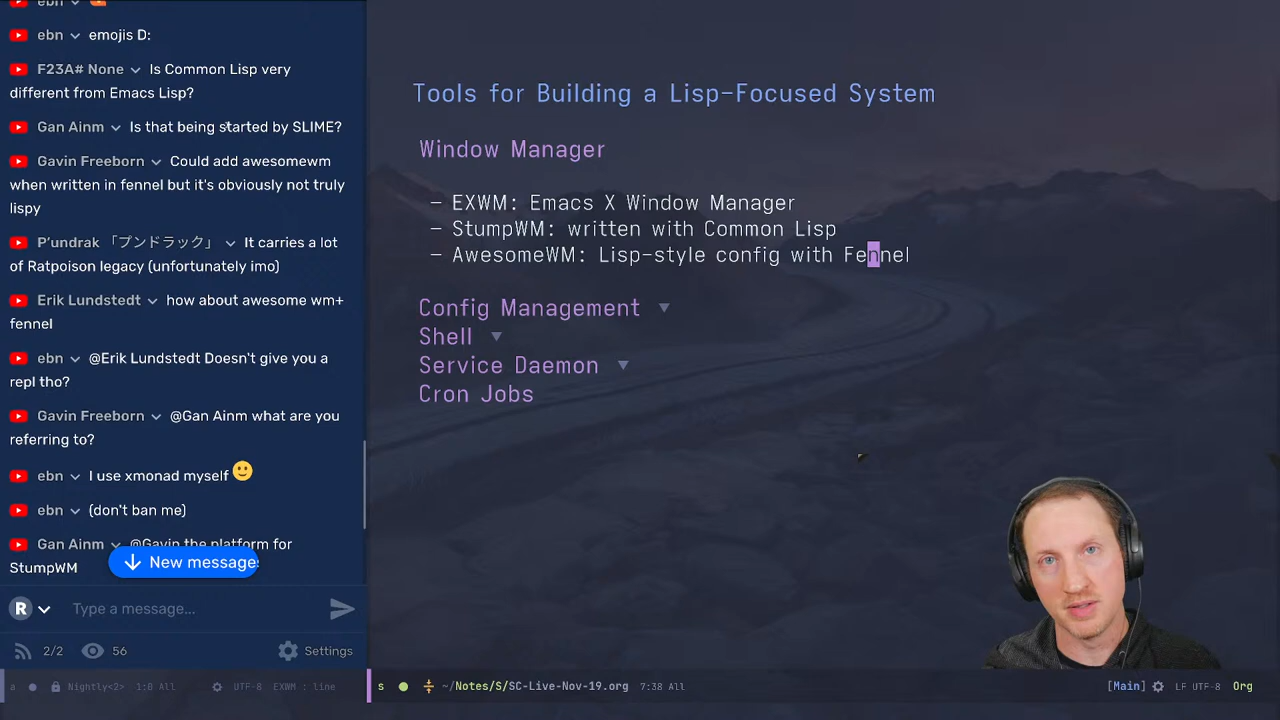 ebn
ebn emojis D:
F23A# None Is Common Lisp very
different from Emacs Lisp?
Gan Ainm Is that being started by SLIME?
Gavin Freeborn Could add awesomewm
when written in fennel but it's obviously not truly
lispy
P'undrak 「プンドラック」 It carries a lot
of Ratpoison legacy (unfortunately imo)
Erik Lundstedt how about awesome wm+
fennel
ebn @Erik Lundstedt Doesn't give you a
repl tho?
Gavin Freeborn @Gan Ainm what are you
referring to?
ebn I use xmonad myself
ebn (don't ban me)
Gan Ainm @Gavin the platform for
StumpWM
New message
R Type a message...
2/2 56 Settings
a Nightly<2> 1:0 All UTF-8 EXWM : line
Tools for Building a Lisp-Focused System
Window Manager
– EXWM: Emacs X Window Manager
– StumpWM: written with Common Lisp
– AwesomeWM: Lisp-style config with Fennel
Config Management ▼
Shell ▼
Service Daemon ▼
Cron Jobs
s ~/Notes/S/SC-Live-Nov-19.org 7:38 All [Main] LF UTF-8 Org